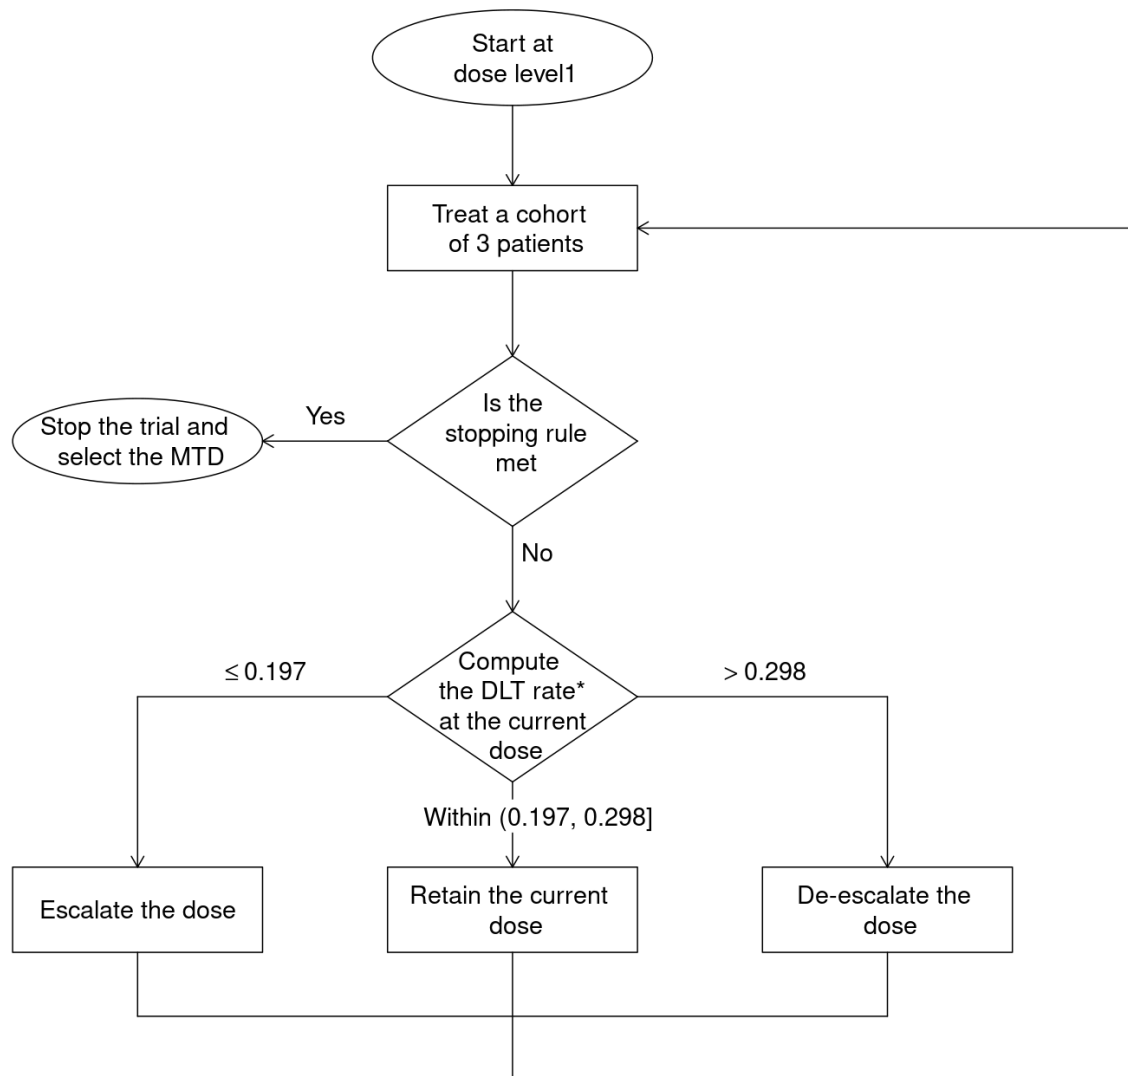 Start at
dose level1
Treat a cohort
of 3 patients
Is the
stopping rule
met
Yes
Stop the trial and
select the MTD
No
Compute
the DLT rate*
at the current
dose
≤ 0.197
> 0.298
Within (0.197, 0.298]
Escalate the dose
Retain the current
dose
De-escalate the
dose